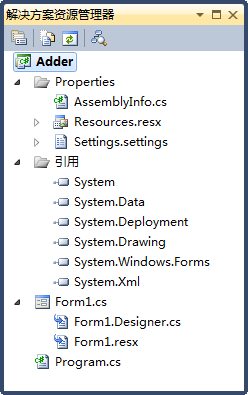 解决方案资源管理器
Adder
Properties
AssemblyInfo.cs
Resources.resx
Settings.settings
引用
System
System.Data
System.Deployment
System.Drawing
System.Windows.Forms
System.Xml
Form1.cs
Form1.Designer.cs
Form1.resx
Program.cs